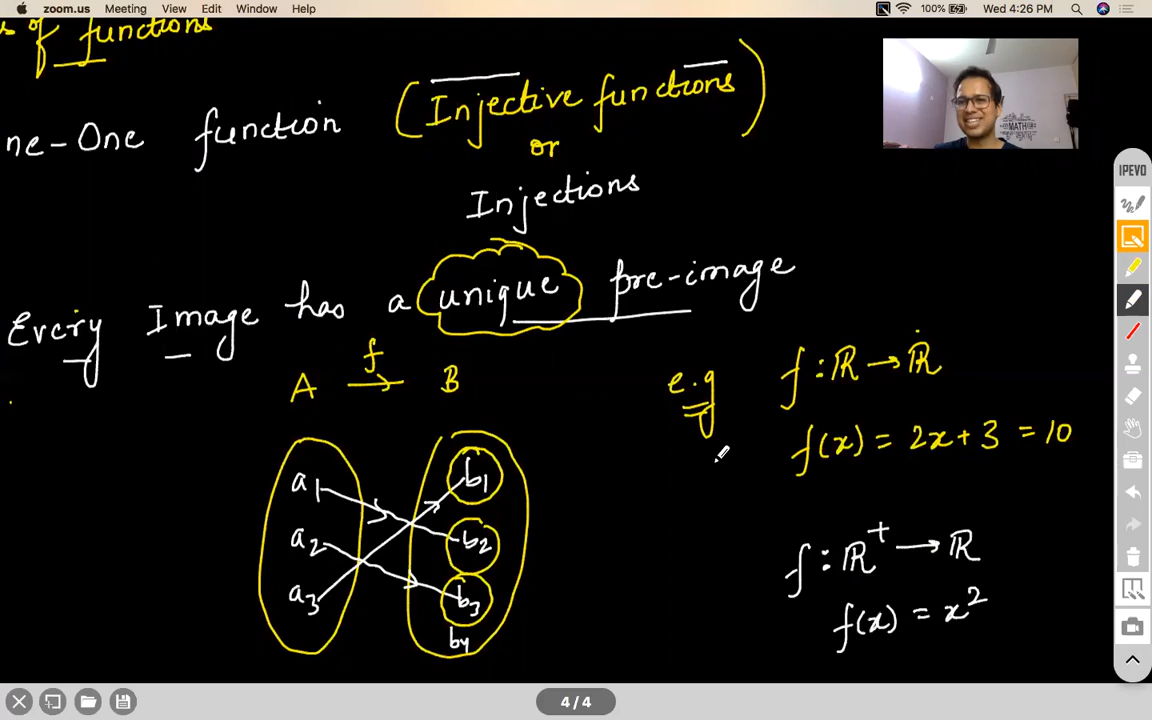 zoom.us Meeting View Edit Window Help 100% Wed 4:26 PM
s of functions
ne-One function (Injective functions)
or
Injections
IPEVO
MATH
Every Image has a unique pre-image
A f B
e.g f : ℝ → ℝ
f(x) = 2x + 3 = 10
a1 b1
a2 b2
a3 b3
b4
f : ℝ⁺ → ℝ
f(x) = x²
4 / 4